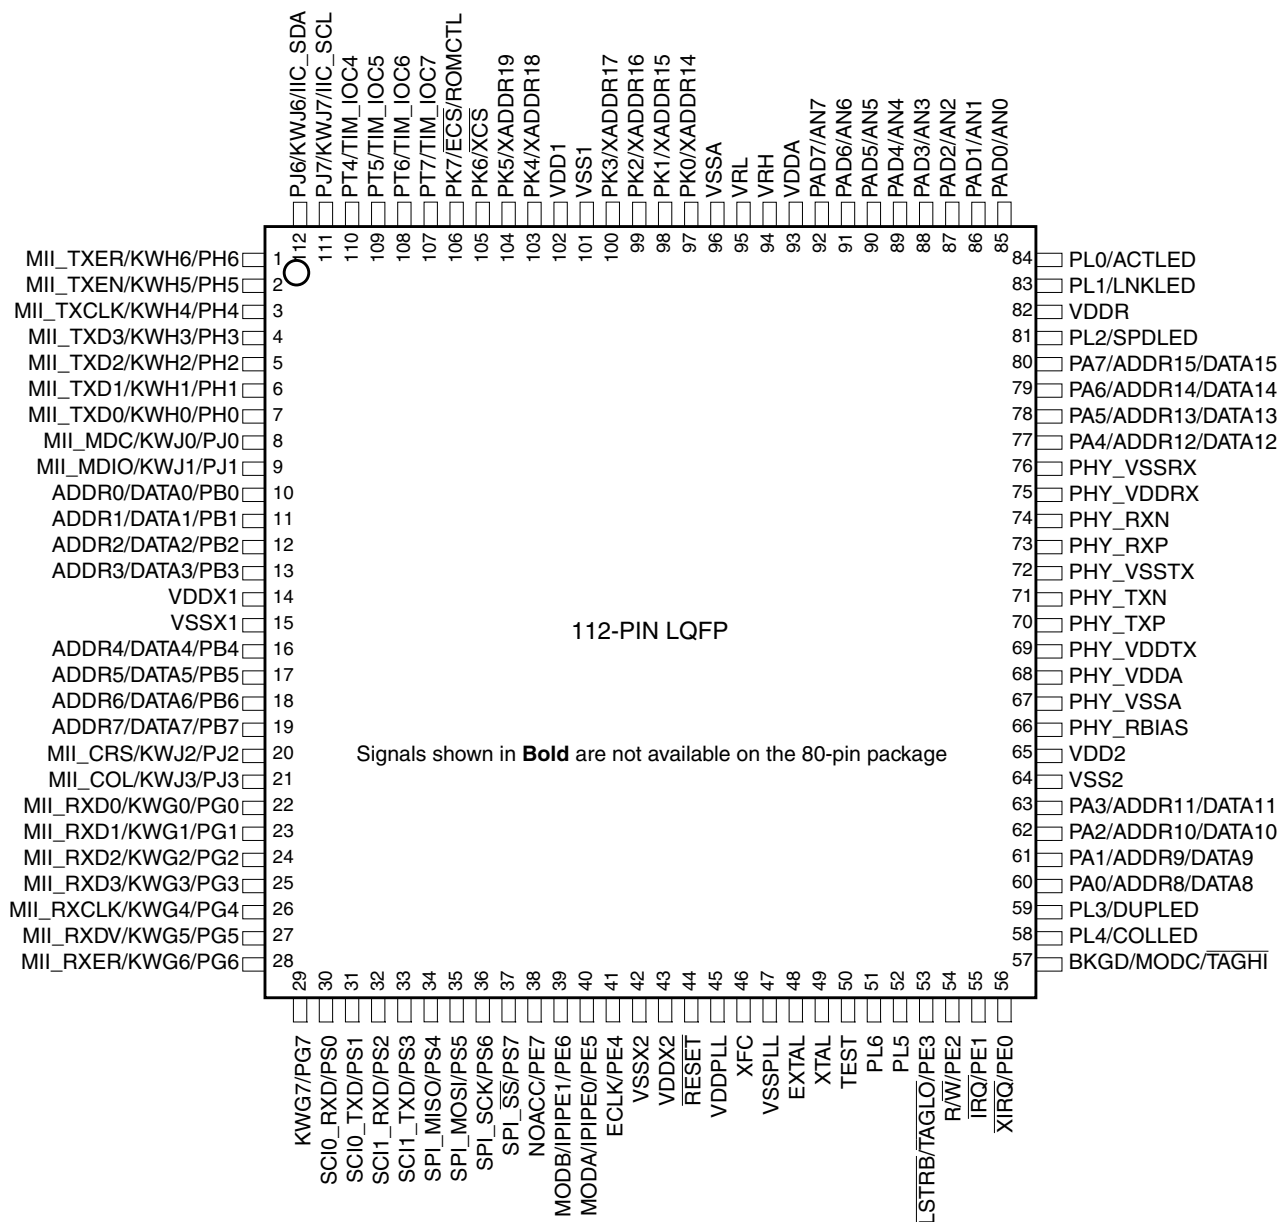 PJ6/KWJ6/IIC_SDA
PJ7/KWJ7/IIC_SCL
PT4/TIM_IOC4
PT5/TIM_IOC5
PT6/TIM_IOC6
PT7/TIM_IOC7
PK7/ECS/ROMCTL
PK6/XCS
PK5/XADDR19
PK4/XADDR18
VDD1
VSS1
PK3/XADDR17
PK2/XADDR16
PK1/XADDR15
PK0/XADDR14
VSSA
VRL
VRH
VDDA
PAD7/AN7
PAD6/AN6
PAD5/AN5
PAD4/AN4
PAD3/AN3
PAD2/AN2
PAD1/AN1
PAD0/AN0
112 111 110 109 108 107 106 105 104 103 102 101 100 99 98 97 96 95 94 93 92 91 90 89 88 87 86 85
MII_TXER/KWH6/PH6 1
MII_TXEN/KWH5/PH5 2
MII_TXCLK/KWH4/PH4 3
MII_TXD3/KWH3/PH3 4
MII_TXD2/KWH2/PH2 5
MII_TXD1/KWH1/PH1 6
MII_TXD0/KWH0/PH0 7
MII_MDC/KWJ0/PJ0 8
MII_MDIO/KWJ1/PJ1 9
ADDR0/DATA0/PB0 10
ADDR1/DATA1/PB1 11
ADDR2/DATA2/PB2 12
ADDR3/DATA3/PB3 13
VDDX1 14
VSSX1 15
ADDR4/DATA4/PB4 16
ADDR5/DATA5/PB5 17
ADDR6/DATA6/PB6 18
ADDR7/DATA7/PB7 19
MII_CRS/KWJ2/PJ2 20
MII_COL/KWJ3/PJ3 21
MII_RXD0/KWG0/PG0 22
MII_RXD1/KWG1/PG1 23
MII_RXD2/KWG2/PG2 24
MII_RXD3/KWG3/PG3 25
MII_RXCLK/KWG4/PG4 26
MII_RXDV/KWG5/PG5 27
MII_RXER/KWG6/PG6 28
112-PIN LQFP
Signals shown in Bold are not available on the 80-pin package
84 PL0/ACTLED
83 PL1/LNKLED
82 VDDR
81 PL2/SPDLED
80 PA7/ADDR15/DATA15
79 PA6/ADDR14/DATA14
78 PA5/ADDR13/DATA13
77 PA4/ADDR12/DATA12
76 PHY_VSSRX
75 PHY_VDDRX
74 PHY_RXN
73 PHY_RXP
72 PHY_VSSTX
71 PHY_TXN
70 PHY_TXP
69 PHY_VDDTX
68 PHY_VDDA
67 PHY_VSSA
66 PHY_RBIAS
65 VDD2
64 VSS2
63 PA3/ADDR11/DATA11
62 PA2/ADDR10/DATA10
61 PA1/ADDR9/DATA9
60 PA0/ADDR8/DATA8
59 PL3/DUPLED
58 PL4/COLLED
57 BKGD/MODC/TAGHI
29 30 31 32 33 34 35 36 37 38 39 40 41 42 43 44 45 46 47 48 49 50 51 52 53 54 55 56
KWG7/PG7
SCI0_RXD/PS0
SCI0_TXD/PS1
SCI1_RXD/PS2
SCI1_TXD/PS3
SPI_MISO/PS4
SPI_MOSI/PS5
SPI_SCK/PS6
SPI_SS/PS7
NOACC/PE7
MODB/IPIPE1/PE6
MODA/IPIPE0/PE5
ECLK/PE4
VSSX2
VDDX2
RESET
VDDPLL
XFC
VSSPLL
EXTAL
XTAL
TEST
PL6
PL5
LSTRB/TAGLO/PE3
R/W/PE2
IRQ/PE1
XIRQ/PE0